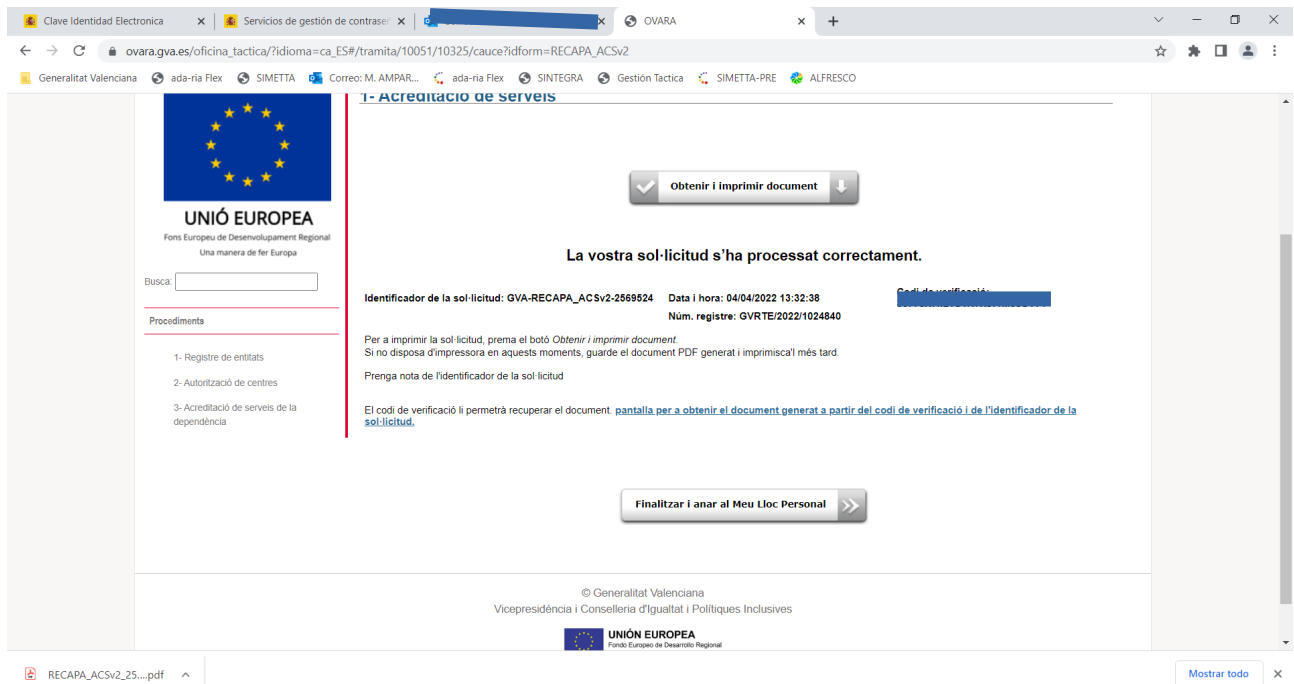 Clave Identidad Electronica
Servicios de gestión de contraseñ
OVARA
ovara.gva.es/oficina_tactica/?idioma=ca_ES#/tramita/10051/10325/cauce?idform=RECAPA_ACSv2
Generalitat Valenciana ada-ria Flex SIMETTA Correo: M. AMPAR... ada-ria Flex SINTEGRA Gestión Tactica SIMETTA-PRE ALFRESCO
1- Acreditació de serveis
Obtenir i imprimir document
UNIÓ EUROPEA
Fons Europeu de Desenvolupament Regional
Una manera de fer Europa
La vostra sol·licitud s'ha processat correctament.
Busca:
Identificador de la sol·licitud: GVA-RECAPA_ACSv2-2569524 Data i hora: 04/04/2022 13:32:38 Codi de verificació:
Núm. registre: GVRTE/2022/1024840
Procediments
1- Registre de entitats
2- Autorització de centres
3- Acreditació de serveis de la
dependència
Per a imprimir la sol·licitud, prema el botó Obtenir i imprimir document.
Si no disposa d'impressora en aquests moments, guarde el document PDF generat i imprimisca'l més tard.
Prenga nota de l'identificador de la sol·licitud
El codi de verificació li permetrà recuperar el document. pantalla per a obtenir el document generat a partir del codi de verificació i de l'identificador de la
sol·licitud.
Finalitzar i anar al Meu Lloc Personal
© Generalitat Valenciana
Vicepresidència i Conselleria d'Igualtat i Polítiques Inclusives
UNIÓN EUROPEA
Fondo Europeo de Desarrollo Regional
RECAPA_ACSv2_25....pdf
Mostrar todo